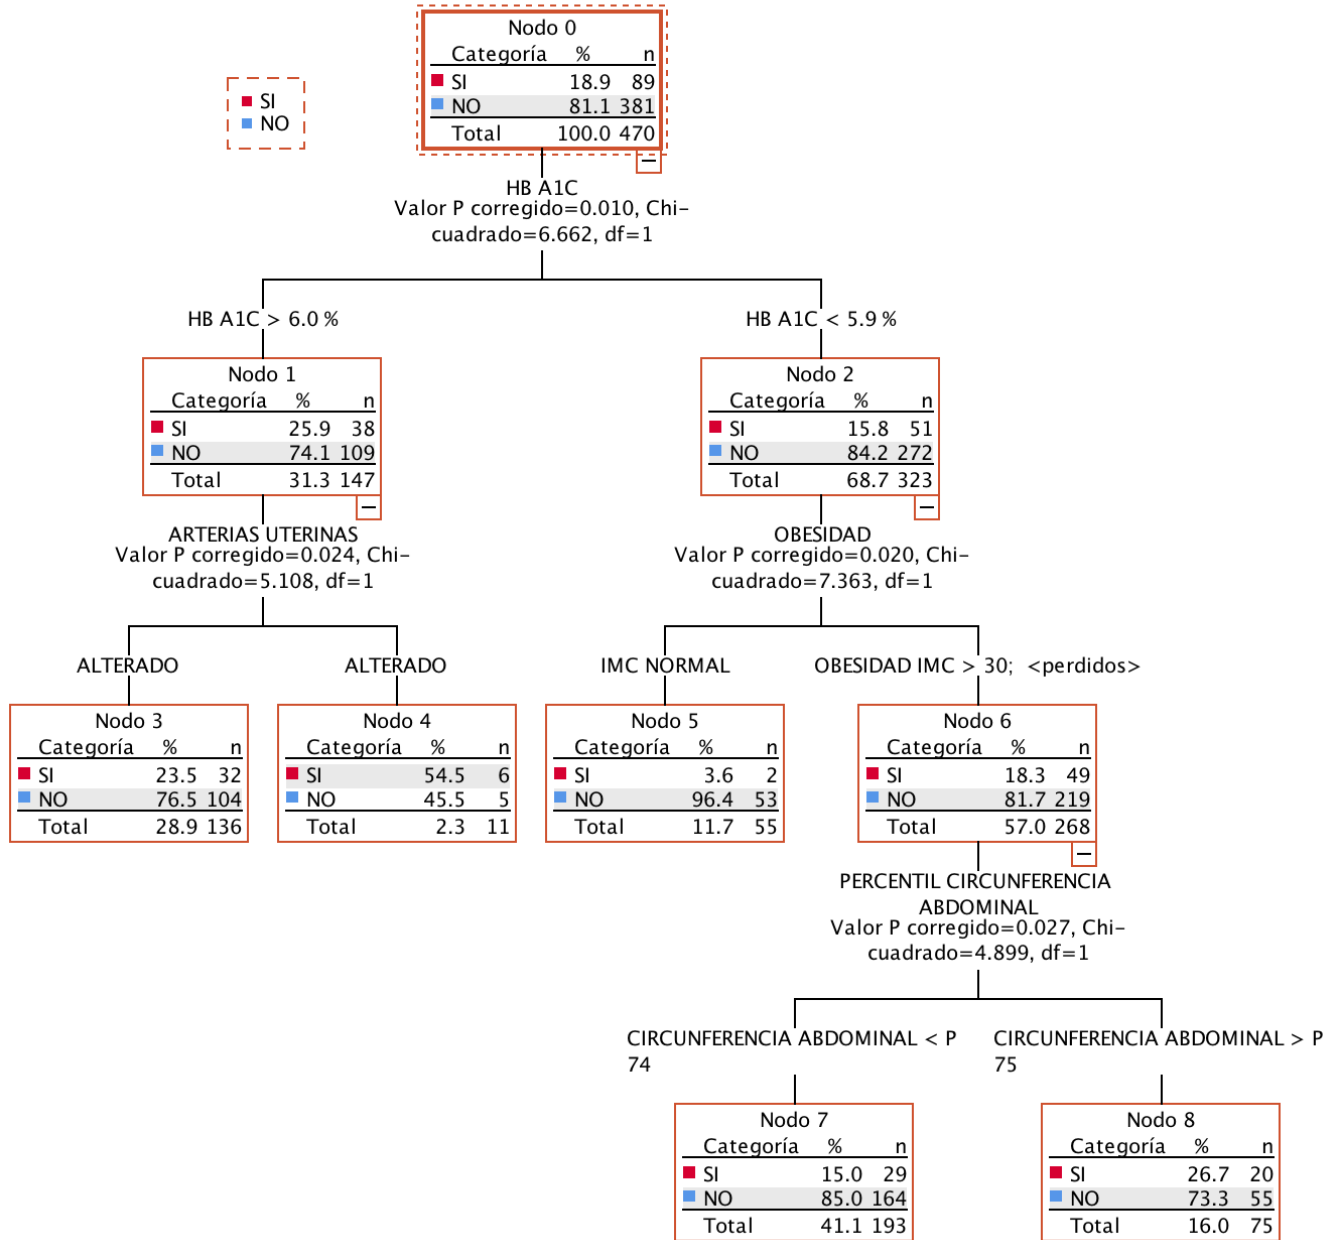 Nodo 0
Categoría % n
SI 18.9 89
NO 81.1 381
Total 100.0 470
SI
NO
HB A1C
Valor P corregido=0.010, Chi-
cuadrado=6.662, df=1
HB A1C > 6.0 %
HB A1C < 5.9 %
Nodo 1
Categoría % n
SI 25.9 38
NO 74.1 109
Total 31.3 147
Nodo 2
Categoría % n
SI 15.8 51
NO 84.2 272
Total 68.7 323
ARTERIAS UTERINAS
Valor P corregido=0.024, Chi-
cuadrado=5.108, df=1
OBESIDAD
Valor P corregido=0.020, Chi-
cuadrado=7.363, df=1
ALTERADO
ALTERADO
IMC NORMAL
OBESIDAD IMC > 30; <perdidos>
Nodo 3
Categoría % n
SI 23.5 32
NO 76.5 104
Total 28.9 136
Nodo 4
Categoría % n
SI 54.5 6
NO 45.5 5
Total 2.3 11
Nodo 5
Categoría % n
SI 3.6 2
NO 96.4 53
Total 11.7 55
Nodo 6
Categoría % n
SI 18.3 49
NO 81.7 219
Total 57.0 268
PERCENTIL CIRCUNFERENCIA
ABDOMINAL
Valor P corregido=0.027, Chi-
cuadrado=4.899, df=1
CIRCUNFERENCIA ABDOMINAL < P
74
CIRCUNFERENCIA ABDOMINAL > P
75
Nodo 7
Categoría % n
SI 15.0 29
NO 85.0 164
Total 41.1 193
Nodo 8
Categoría % n
SI 26.7 20
NO 73.3 55
Total 16.0 75